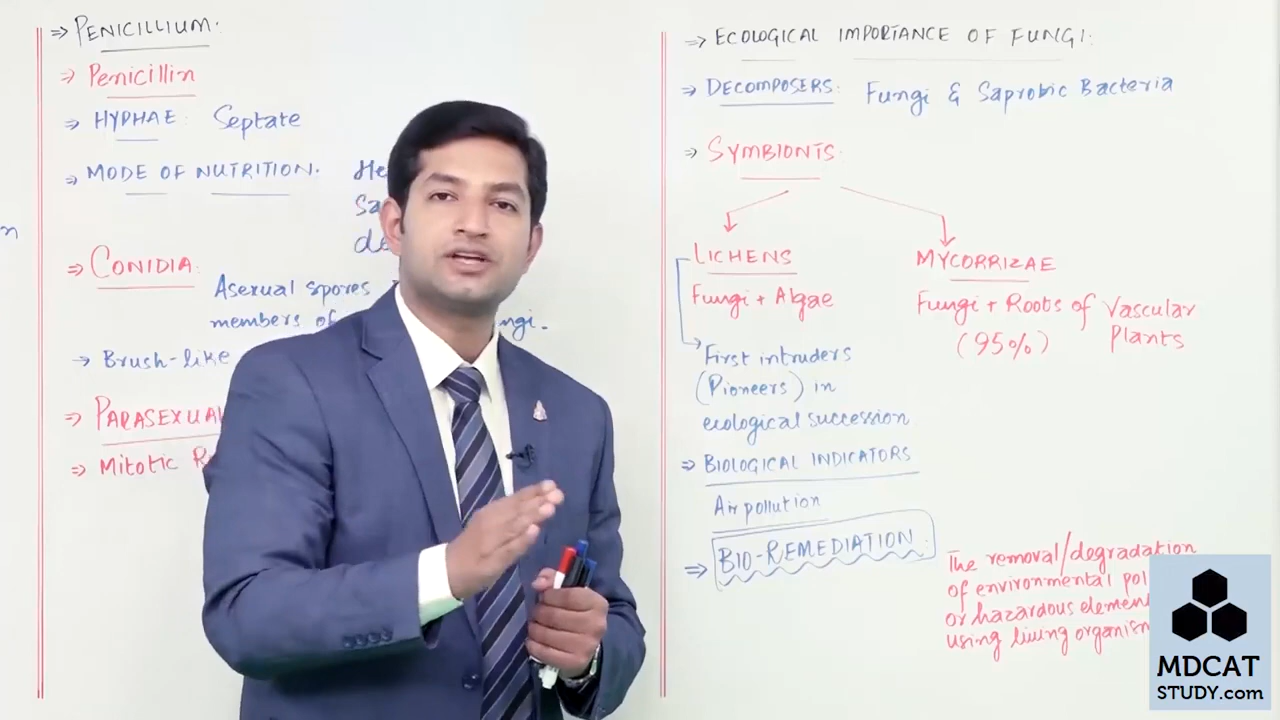 ⇒ PENICILLIUM:
⇒ Penicillin
⇒ HYPHAE: Septate
⇒ MODE OF NUTRITION.
⇒ CONIDIA:
Asexual spores
members of
→ Brush-like
⇒ PARASEXUAL
⇒ Mitotic
⇒ ECOLOGICAL IMPORTANCE OF FUNGI:
⇒ DECOMPOSERS: Fungi & Saprobic Bacteria
⇒ SYMBIONTS:
LICHENS
Fungi + Algae
First intruders
(Pioneers) in
ecological succession
MYCORRIZAE
Fungi + Roots of Vascular
(95%) Plants
⇒ BIOLOGICAL INDICATORS
Air pollution
⇒ BIO-REMEDIATION:
The removal/degradation
of environmental
or hazardous
using living
MDCAT
STUDY.com